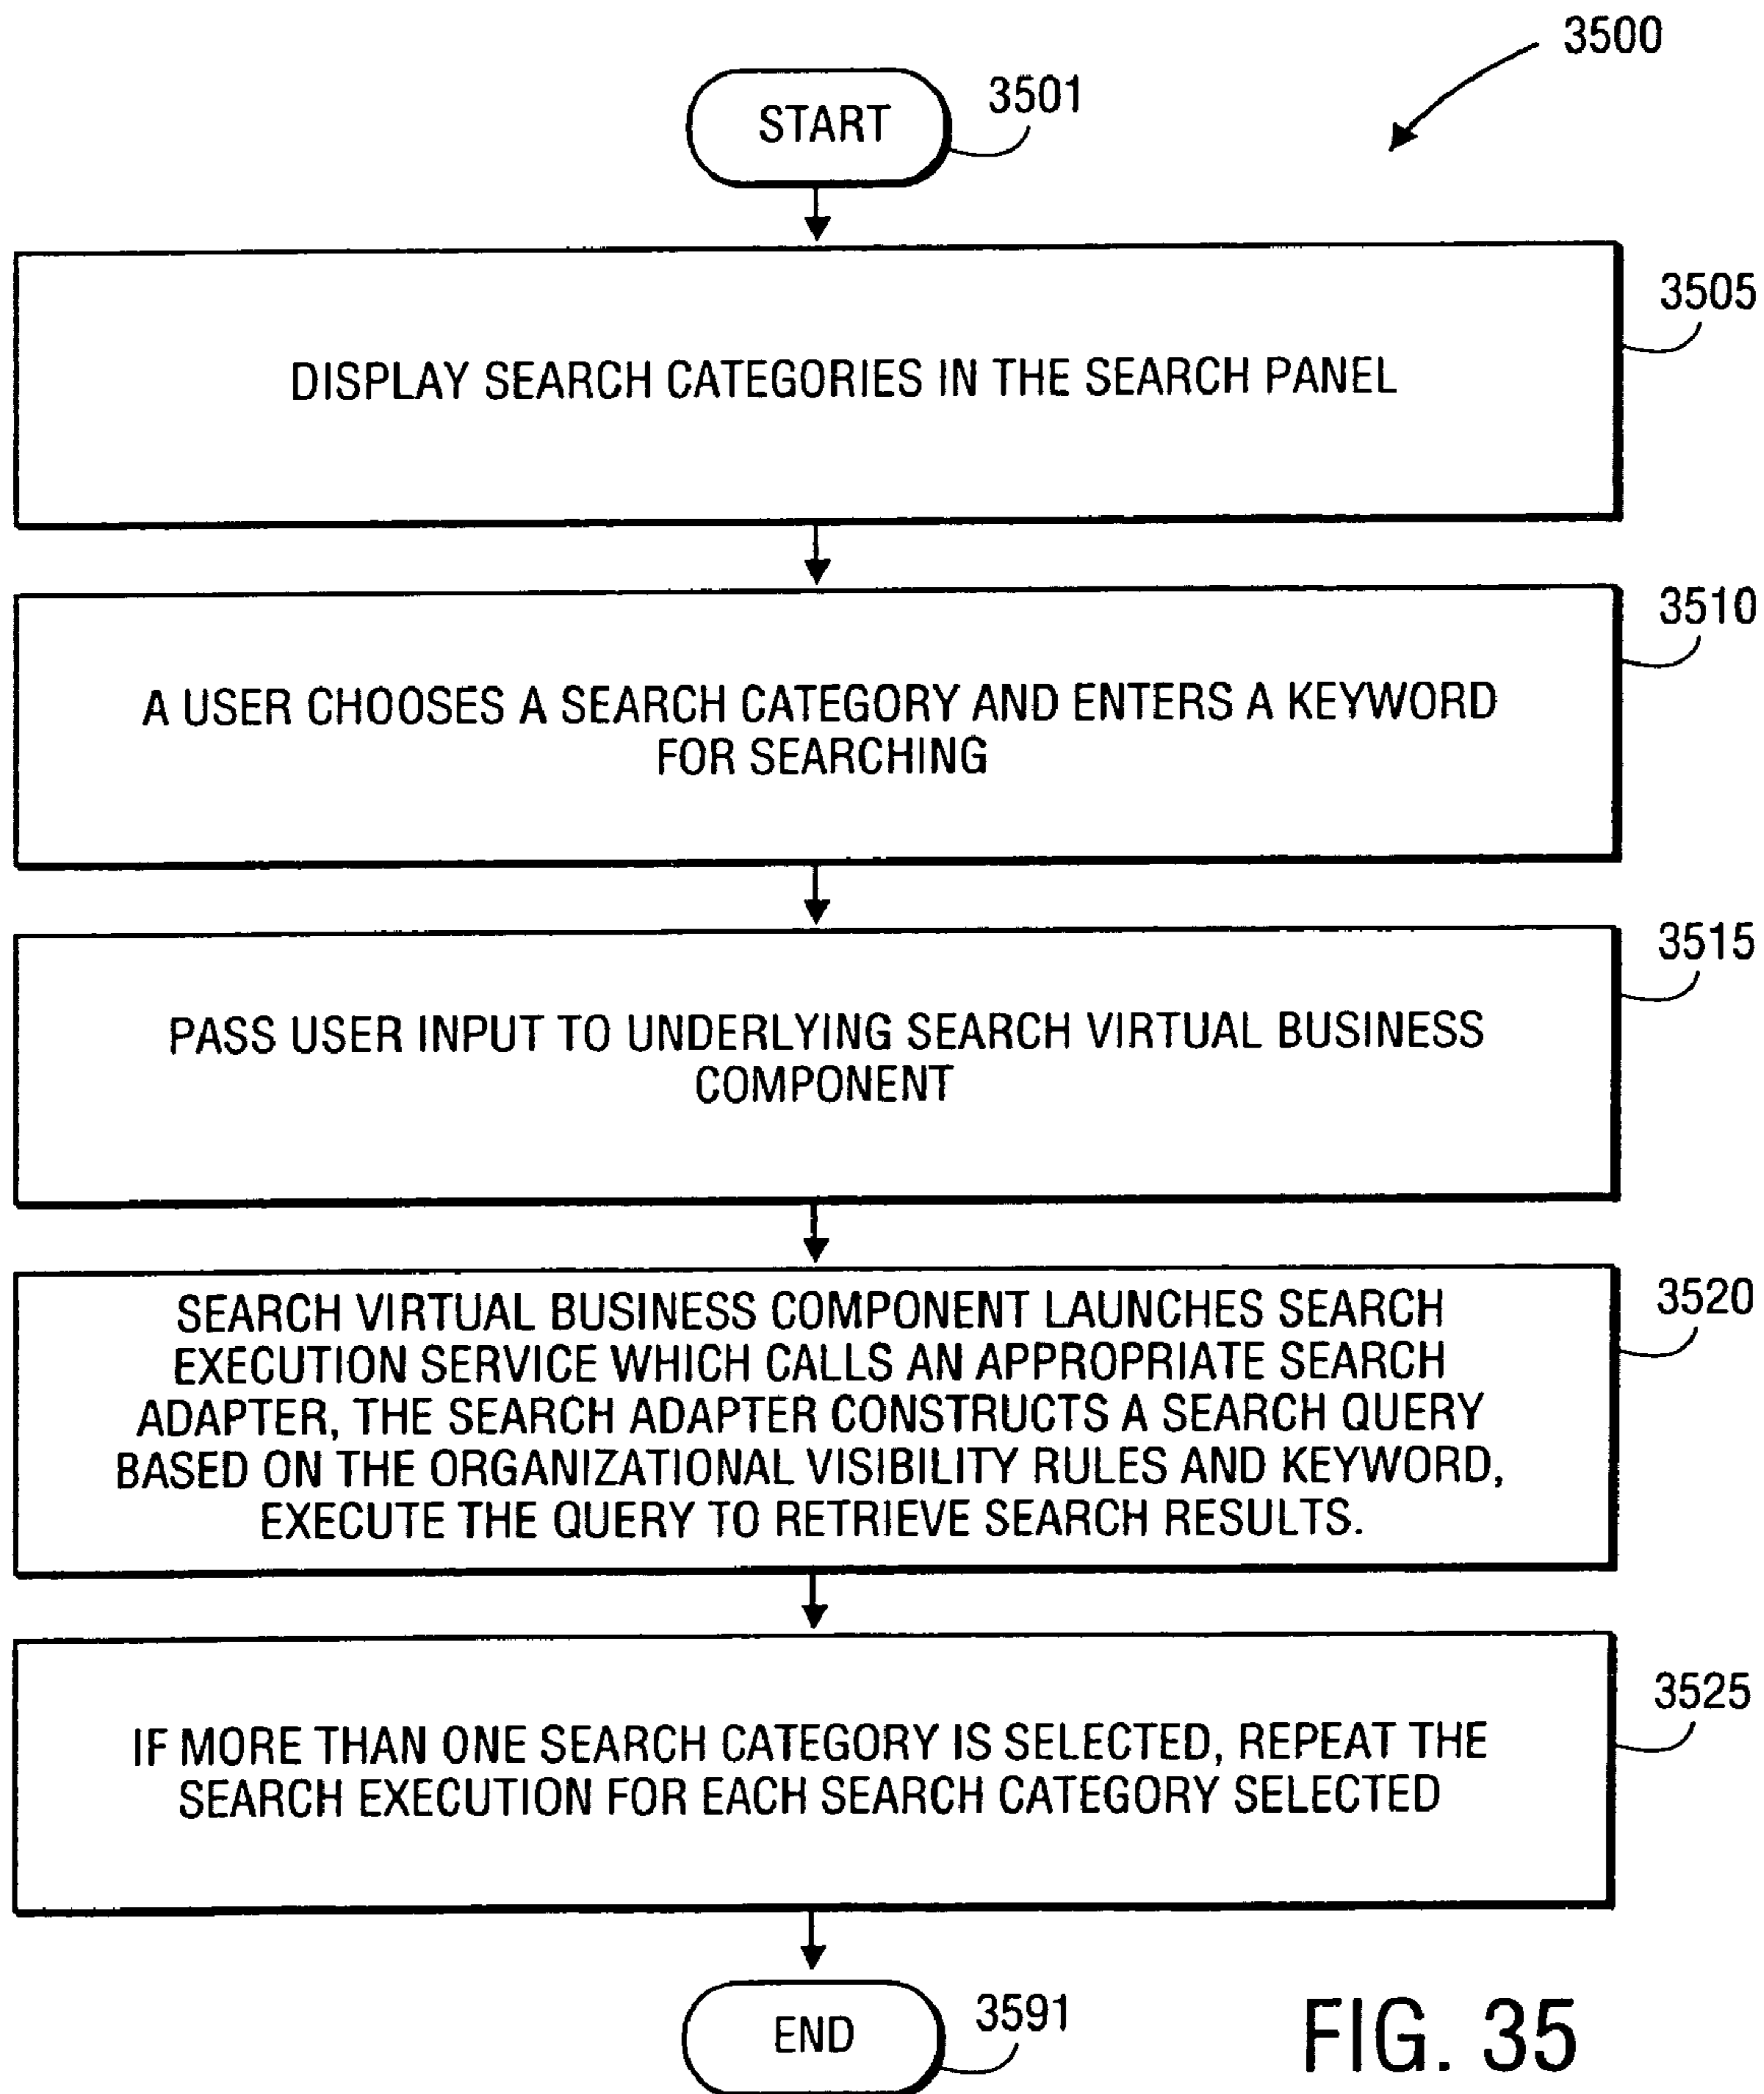 3500
START
3501
3505
DISPLAY SEARCH CATEGORIES IN THE SEARCH PANEL
3510
A USER CHOOSES A SEARCH CATEGORY AND ENTERS A KEYWORD
FOR SEARCHING
3515
PASS USER INPUT TO UNDERLYING SEARCH VIRTUAL BUSINESS
COMPONENT
3520
SEARCH VIRTUAL BUSINESS COMPONENT LAUNCHES SEARCH
EXECUTION SERVICE WHICH CALLS AN APPROPRIATE SEARCH
ADAPTER, THE SEARCH ADAPTER CONSTRUCTS A SEARCH QUERY
BASED ON THE ORGANIZATIONAL VISIBILITY RULES AND KEYWORD,
EXECUTE THE QUERY TO RETRIEVE SEARCH RESULTS.
3525
IF MORE THAN ONE SEARCH CATEGORY IS SELECTED, REPEAT THE
SEARCH EXECUTION FOR EACH SEARCH CATEGORY SELECTED
END
3591
FIG. 35